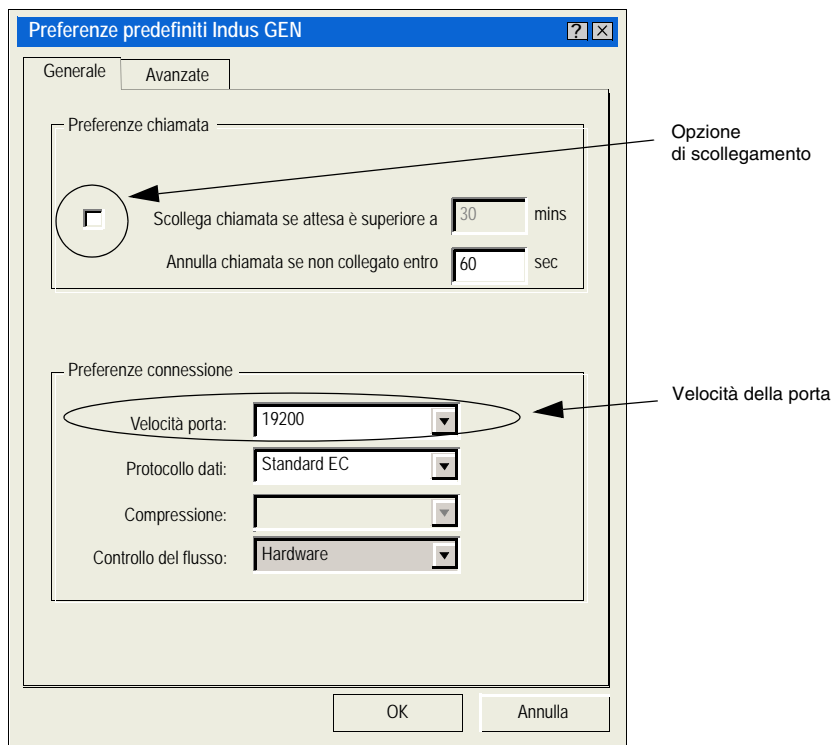 Preferenze predefiniti Indus GEN
Generale
Avanzate
Preferenze chiamata
Opzione
di scollegamento
Scollega chiamata se attesa è superiore a 30 mins
Annulla chiamata se non collegato entro 60 sec
Preferenze connessione
Velocità della porta
Velocità porta: 19200
Protocollo dati: Standard EC
Compressione:
Controllo del flusso: Hardware
OK
Annulla